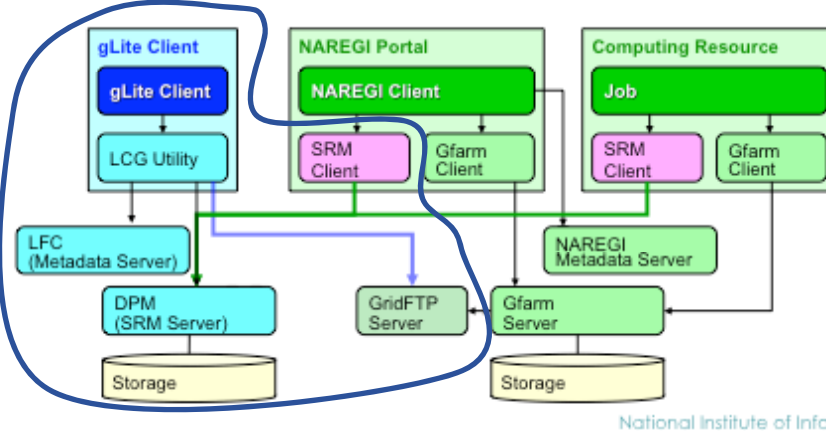 gLite Client
NAREGI Portal
Computing Resource
gLite Client
NAREGI Client
Job
LCG Utility
SRM
Client
Gfarm
Client
SRM
Client
Gfarm
Client
LFC
(Metadata Server)
NAREGI
Metadata Server
DPM
(SRM Server)
GridFTP
Server
Gfarm
Server
Storage
Storage
National Institute of Info